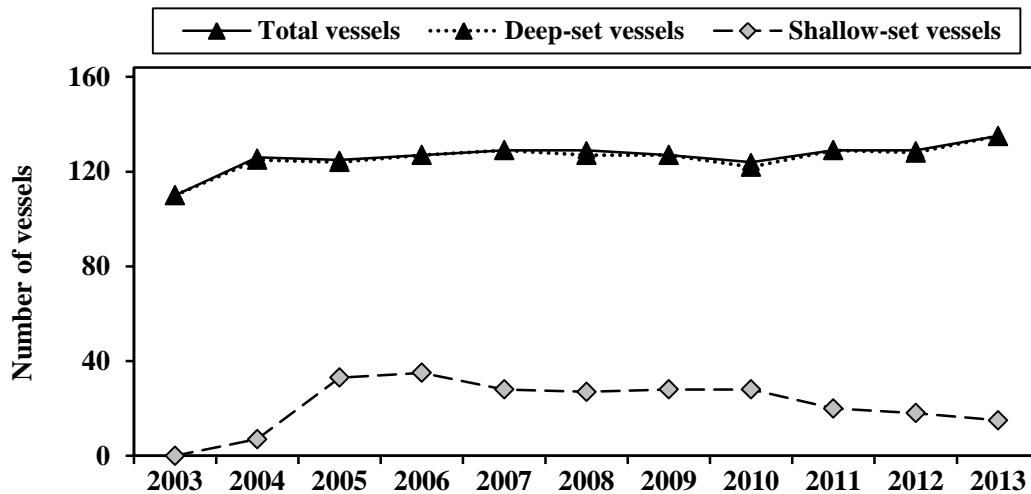 Total vessels Deep-set vessels Shallow-set vessels
160
120
80
40
0
Number of vessels
2003 2004 2005 2006 2007 2008 2009 2010 2011 2012 2013